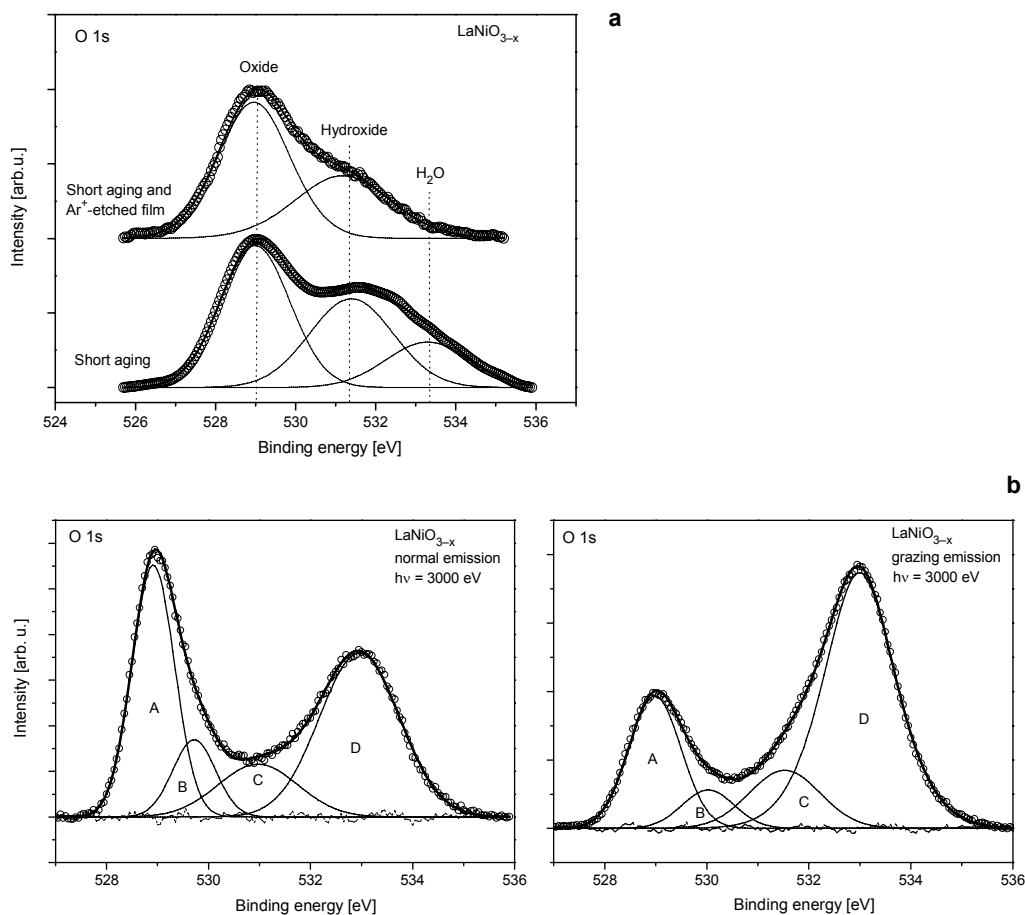 a
O 1s
LaNiO3–x
Oxide
Hydroxide
H2O
Short aging and
Ar+-etched film
Short aging
Intensity [arb.u.]
524 526 528 530 532 534 536
Binding energy [eV]
b
O 1s
LaNiO3–x
normal emission
hν = 3000 eV
A
B
C
D
Intensity [arb. u.]
528 530 532 534 536
Binding energy [eV]
O 1s
LaNiO3–x
grazing emission
hν = 3000 eV
A
B
C
D
528 530 532 534 536
Binding energy [eV]